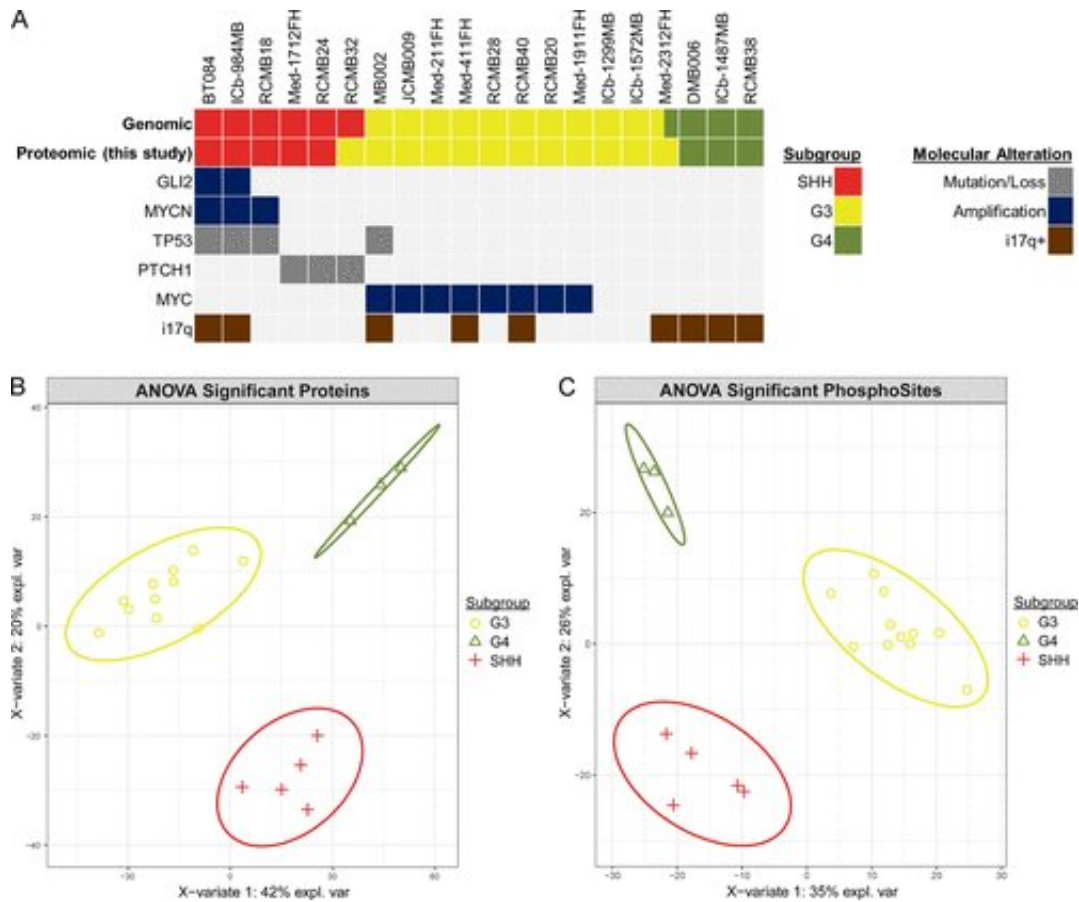 A
BT084
ICb-984MB
RCMB18
Med-1712FH
RCMB24
RCMB32
MB002
JCMB009
Med-211FH
Med-411FH
RCMB28
RCMB40
RCMB20
Med-1911FH
ICb-1299MB
ICb-1572MB
Med-2312FH
DMB006
ICb-1487MB
RCMB38
Genomic
Proteomic (this study)
GLI2
MYCN
TP53
PTCH1
MYC
i17q
Subgroup
SHH
G3
G4
Molecular Alteration
Mutation/Loss
Amplification
i17q+
B
ANOVA Significant Proteins
40
20
0
−20
−40
−30
0
30
60
X−variate 2: 20% expl. var
X−variate 1: 42% expl. var
Subgroup
G3
G4
SHH
C
ANOVA Significant PhosphoSites
20
0
−20
−30
−20
−10
0
10
20
30
X−variate 2: 26% expl. var
X−variate 1: 35% expl. var
Subgroup
G3
G4
SHH